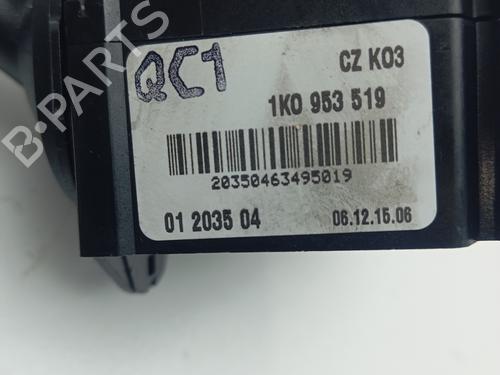 QC1
CZ K03
1K0 953 519
20350463495019
01 2035 04
06.12.15.06
B-PARTS